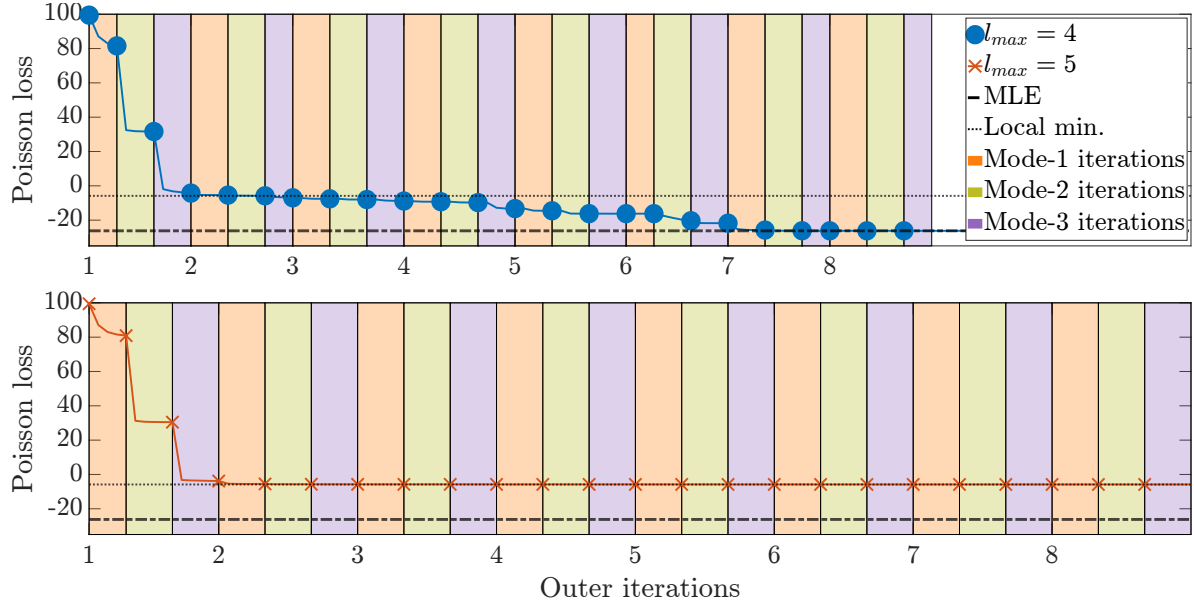 100
80
60
40
20
0
-20
Poisson loss
1 2 3 4 5 6 7 8
l_max = 4
l_max = 5
MLE
Local min.
Mode-1 iterations
Mode-2 iterations
Mode-3 iterations
100
80
60
40
20
0
-20
Poisson loss
1 2 3 4 5 6 7 8
Outer iterations